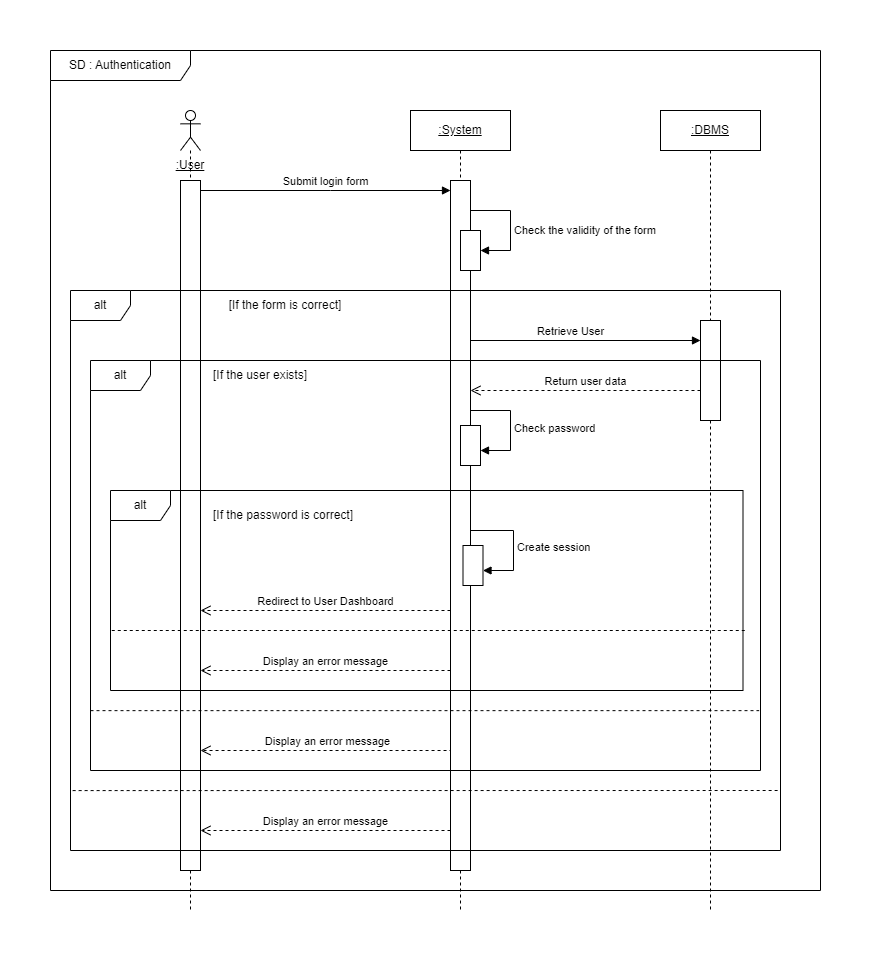 SD : Authentication
:User
:System
:DBMS
Submit login form
Check the validity of the form
alt
[If the form is correct]
Retrieve User
alt
[If the user exists]
Return user data
Check password
alt
[If the password is correct]
Create session
Redirect to User Dashboard
Display an error message
Display an error message
Display an error message